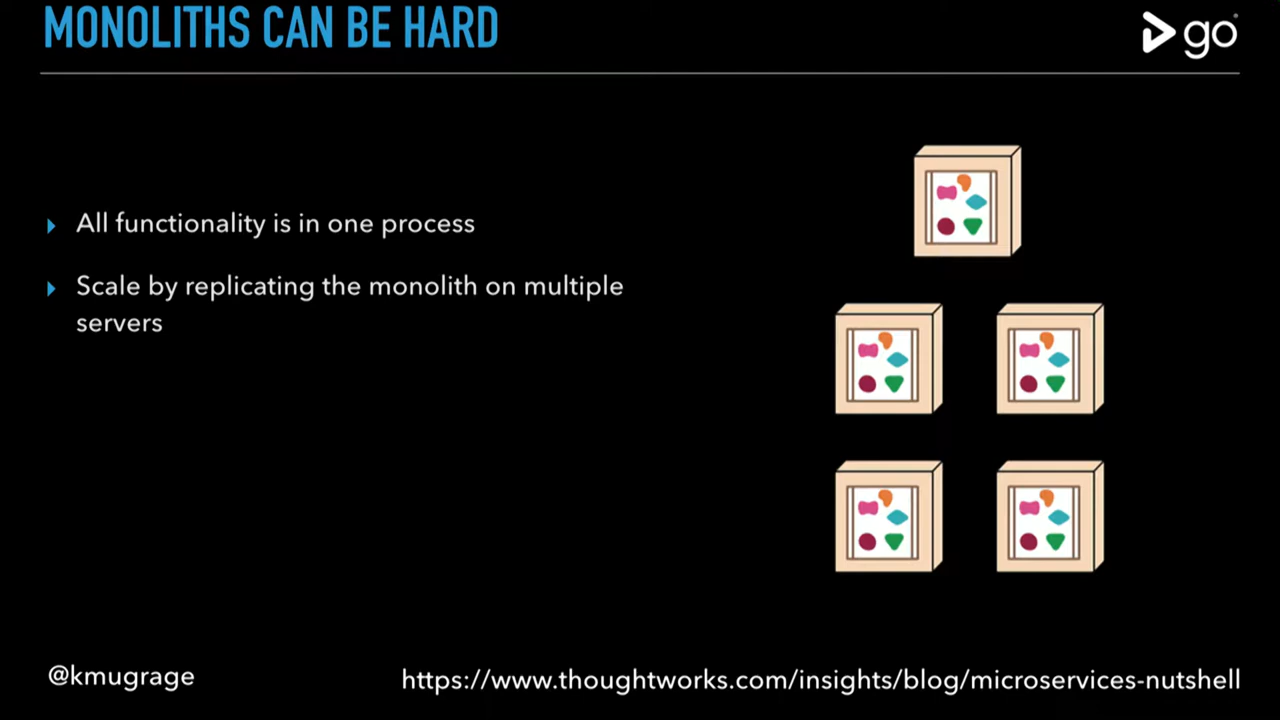 MONOLITHS CAN BE HARD
go
All functionality is in one process
Scale by replicating the monolith on multiple
servers
@kmugrage
https://www.thoughtworks.com/insights/blog/microservices-nutshell